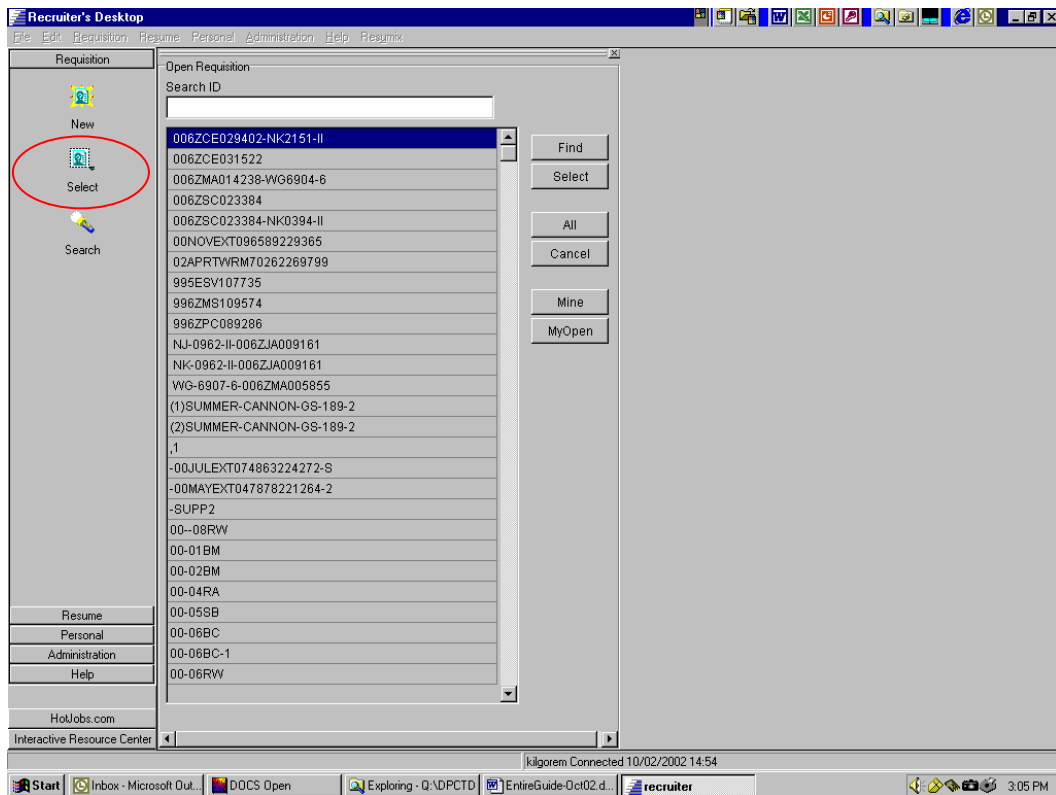 Recruiter's Desktop
File Edit Requisition Resume Personal Administration Help Resumix
Requisition
New
Select
Search
Resume
Personal
Administration
Help
HotJobs.com
Interactive Resource Center
Open Requisition
Search ID
006ZCE029402-NK2151-II
006ZCE031522
006ZMA014238-WG6904-6
006ZSC023384
006ZSC023384-NK0394-II
00NOVEXT096589229365
02APRTWRM70262269799
995ESV107735
996ZMS109574
996ZPC089286
NJ-0962-II-006ZJA009161
NK-0962-II-006ZJA009161
WG-6907-6-006ZMA005855
(1)SUMMER-CANNON-GS-189-2
(2)SUMMER-CANNON-GS-189-2
,1
-00JULEXT074863224272-S
-00MAYEXT047878221264-2
-SUPP2
00--08RW
00-01BM
00-02BM
00-04RA
00-05SB
00-06BC
00-06BC-1
00-06RW
Find
Select
All
Cancel
Mine
MyOpen
kilgorem Connected 10/02/2002 14:54
Start
Inbox - Microsoft Out...
DOCS Open
Exploring - Q:\DPCTD
EntireGuide-Oct02.d...
recruiter
3:05 PM